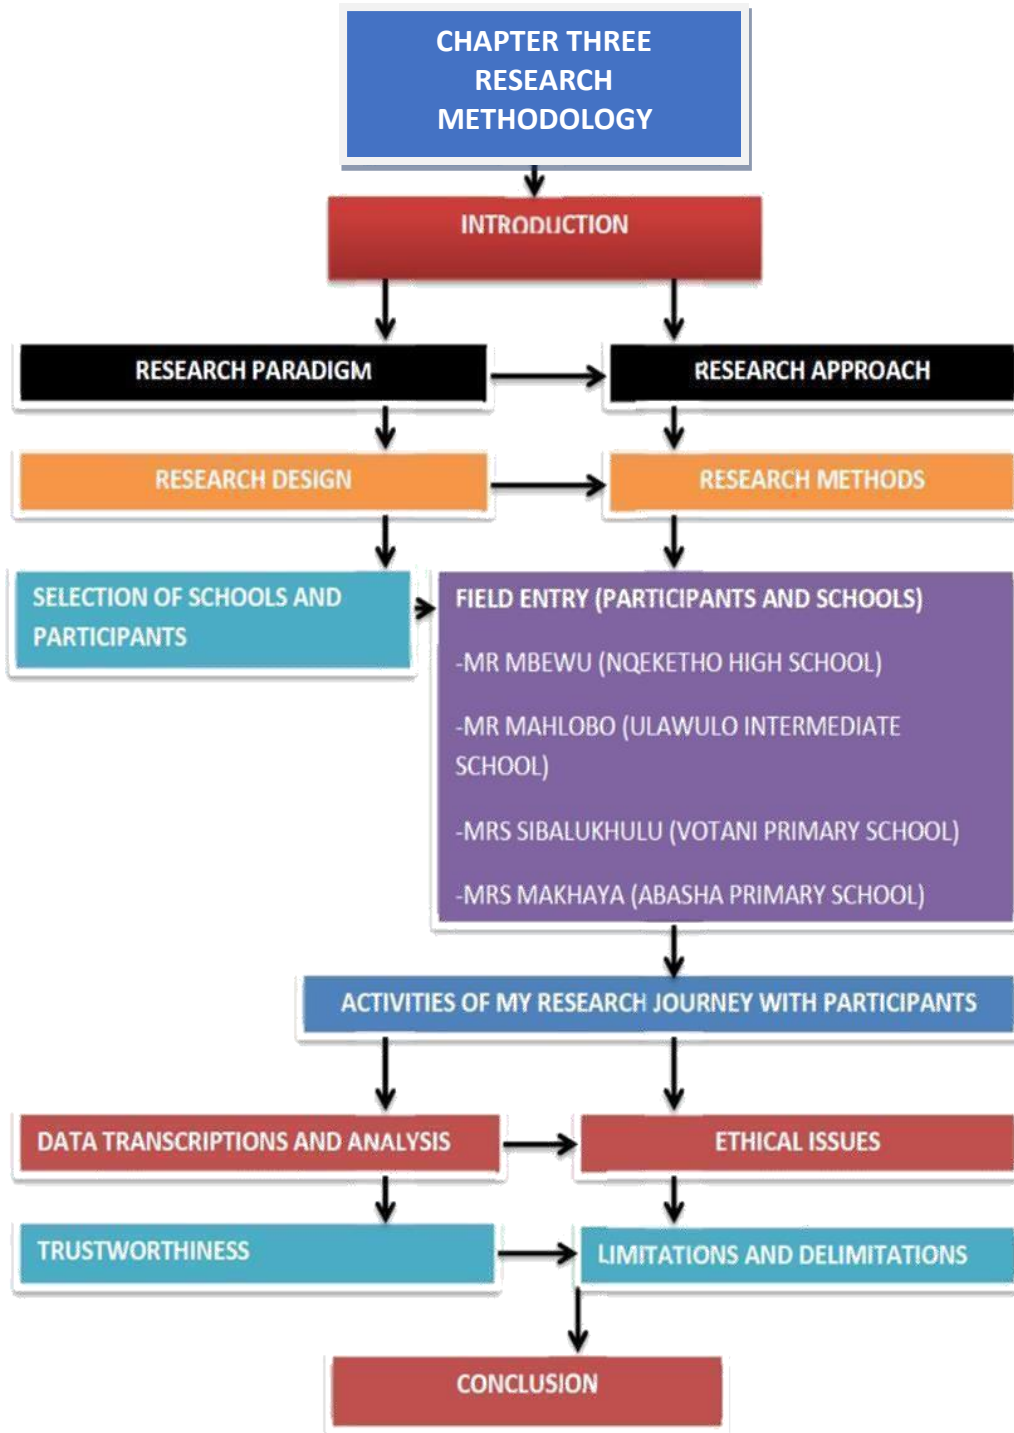 CHAPTER THREE
RESEARCH
METHODOLOGY
INTRODUCTION
RESEARCH PARADIGM
RESEARCH APPROACH
RESEARCH DESIGN
RESEARCH METHODS
SELECTION OF SCHOOLS AND
PARTICIPANTS
FIELD ENTRY (PARTICIPANTS AND SCHOOLS)
-MR MBEWU (NQEKETHO HIGH SCHOOL)
-MR MAHLOBO (ULAWULO INTERMEDIATE
SCHOOL)
-MRS SIBALUKHULU (VOTANI PRIMARY SCHOOL)
-MRS MAKHAYA (ABASHA PRIMARY SCHOOL)
ACTIVITIES OF MY RESEARCH JOURNEY WITH PARTICIPANTS
DATA TRANSCRIPTIONS AND ANALYSIS
ETHICAL ISSUES
TRUSTWORTHINESS
LIMITATIONS AND DELIMITATIONS
CONCLUSION